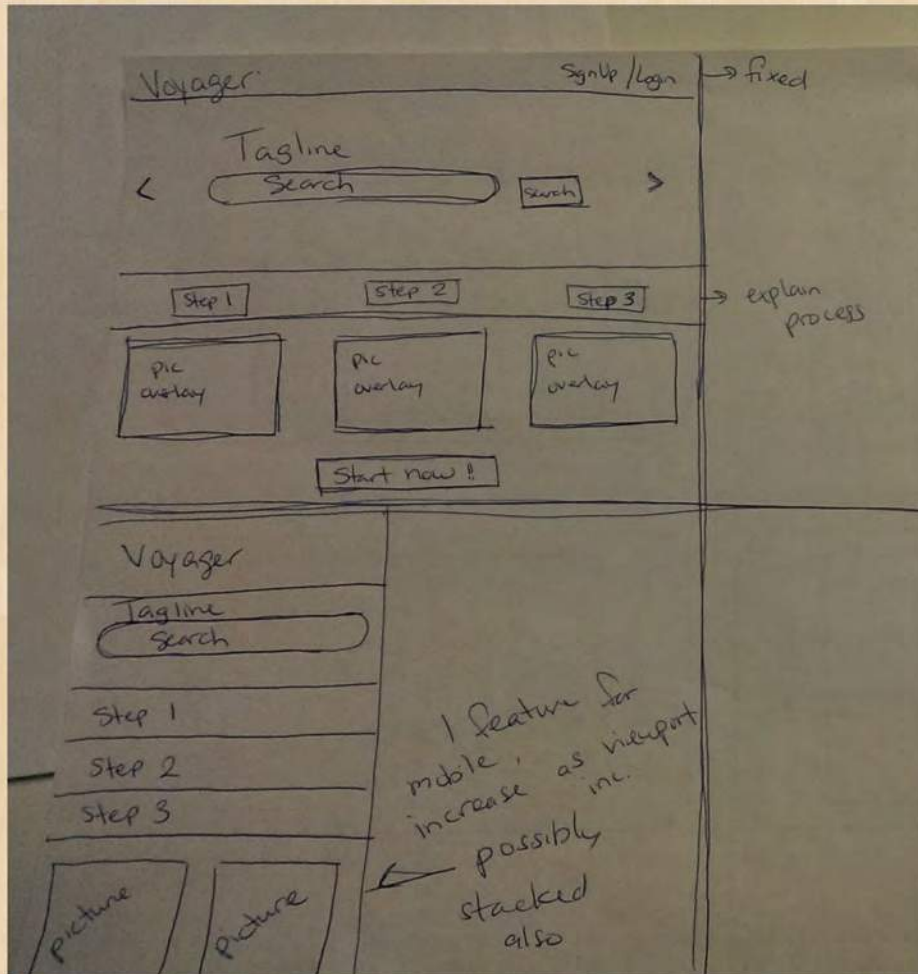 Voyager
SignUp / Login
→ fixed
Tagline
<
Search
Search
>
Step 1
Step 2
Step 3
→ explain
process
pic
overlay
pic
overlay
pic
overlay
Start now !!
Voyager
Tagline
Search
Step 1
Step 2
Step 3
1 feature for
mobile,
increase as viewport
inc.
possibly
stacked
also
picture
picture